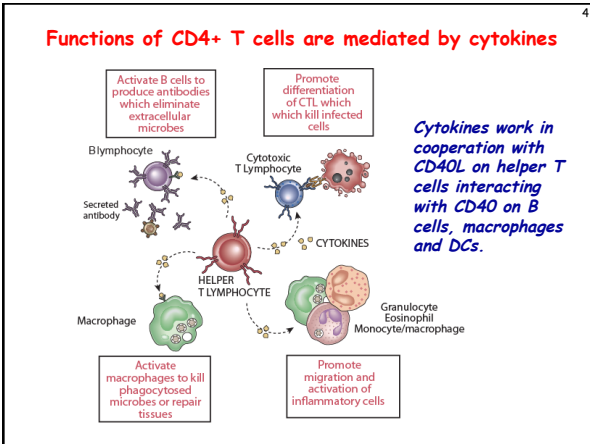 4
Functions of CD4+ T cells are mediated by cytokines
Activate B cells to
produce antibodies
which eliminate
extracellular
microbes
Promote
differentiation
of CTL which
which kill infected
cells
B lymphocyte
Cytotoxic
T Lymphocyte
Secreted
antibody
CYTOKINES
HELPER
T LYMPHOCYTE
Macrophage
Granulocyte
Eosinophil
Monocyte/macrophage
Activate
macrophages to kill
phagocytosed
microbes or repair
tissues
Promote
migration and
activation of
inflammatory cells
Cytokines work in
cooperation with
CD40L on helper T
cells interacting
with CD40 on B
cells, macrophages
and DCs.